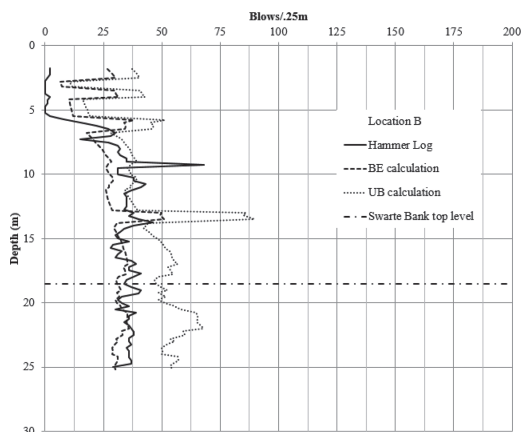 Blows/.25m
0 25 50 75 100 125 150 175 200
0
5
10
15
20
25
30
Depth (m)
Location B
Hammer Log
BE calculation
UB calculation
Swarte Bank top level